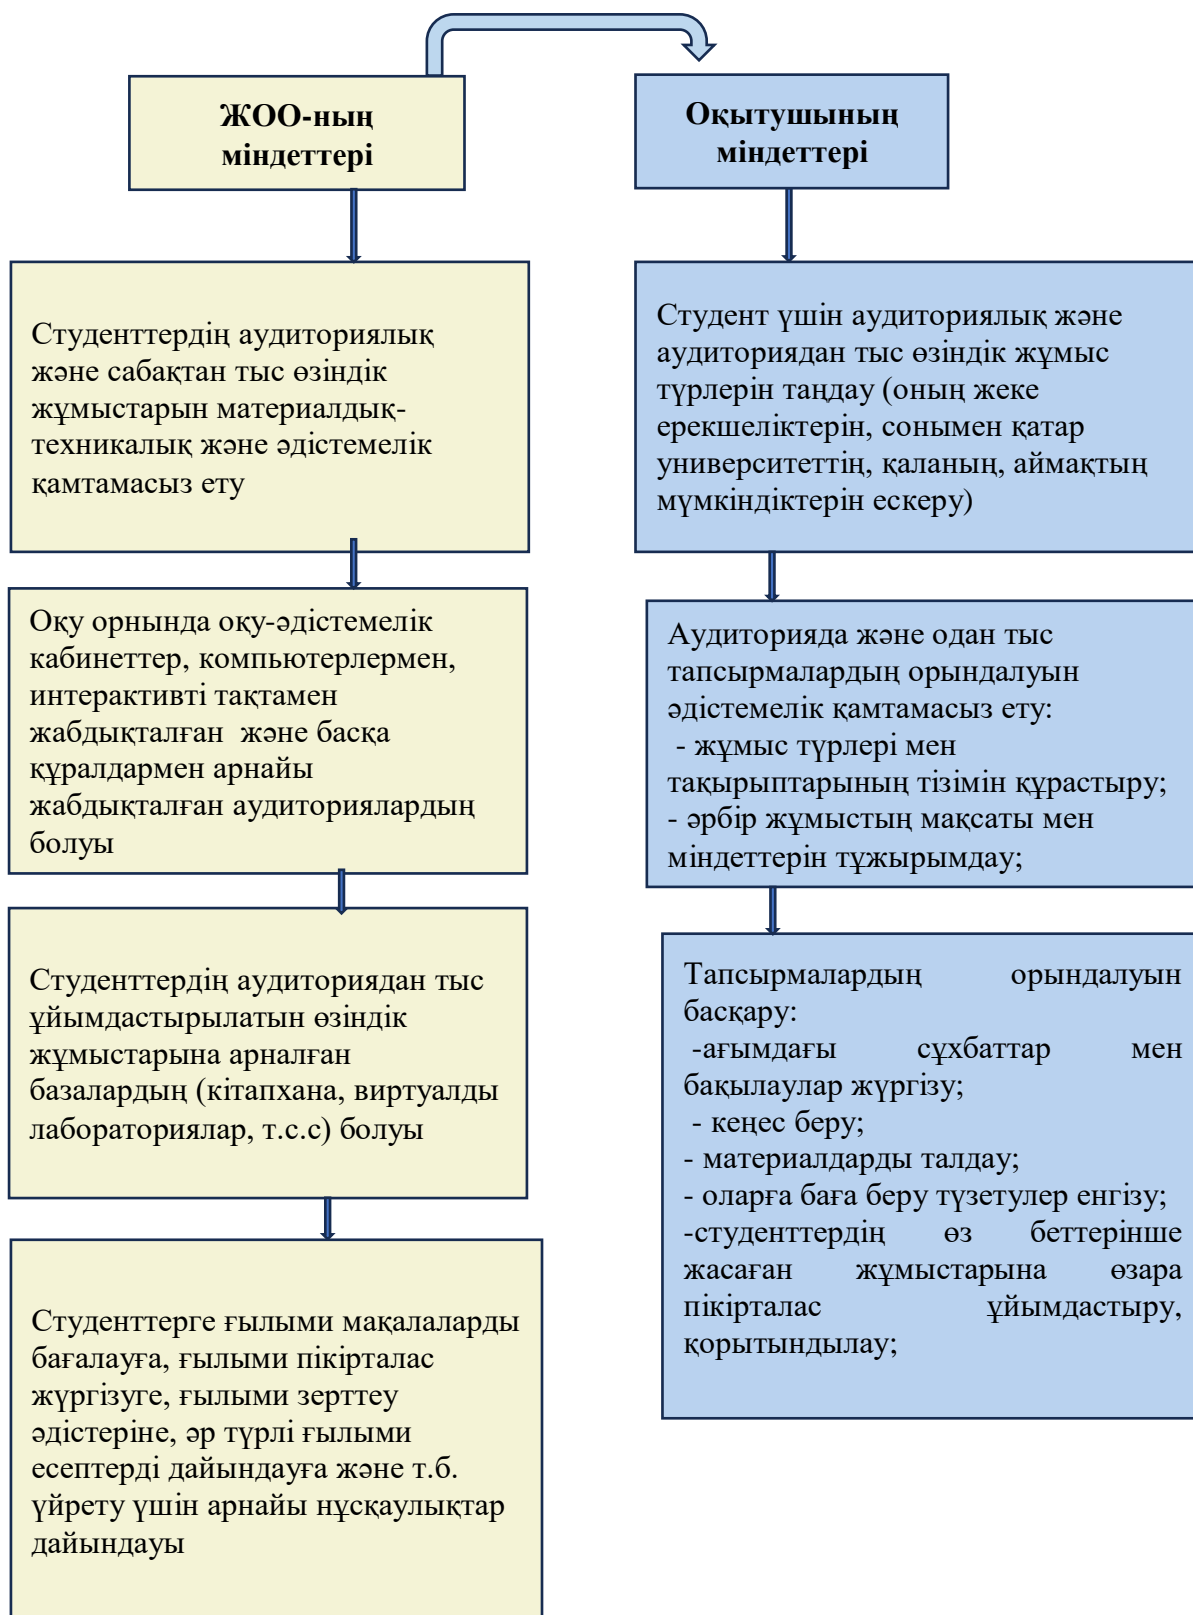 ЖОО-ның
міндеттері
Студенттердің аудиториялық
және сабақтан тыс өзіндік
жұмыстарын материалдық-
техникалық және әдістемелік
қамтамасыз ету
Оқу орнында оқу-әдістемелік
кабинеттер, компьютерлермен,
интерактивті тақтамен
жабдықталған және басқа
құралдармен арнайы
жабдықталған аудиториялардың
болуы
Студенттердің аудиториядан тыс
ұйымдастырылатын өзіндік
жұмыстарына арналған
базалардың (кітапхана, виртуалды
лабораториялар, т.с.с) болуы
Студенттерге ғылыми мақалаларды
бағалауға, ғылыми пікірталас
жүргізуге, ғылыми зерттеу
әдістеріне, әр түрлі ғылыми
есептерді дайындауға және т.б.
үйрету үшін арнайы нұсқаулықтар
дайындауы
Оқытушының
міндеттері
Студент үшін аудиториялық және
аудиториядан тыс өзіндік жұмыс
түрлерін таңдау (оның жеке
ерекшеліктерін, сонымен қатар
университеттің, қаланың, аймақтың
мүмкіндіктерін ескеру)
Аудиторияда және одан тыс
тапсырмалардың орындалуын
әдістемелік қамтамасыз ету:
- жұмыс түрлері мен
тақырыптарының тізімін құрастыру;
- әрбір жұмыстың мақсаты мен
міндеттерін тұжырымдау;
Тапсырмалардың орындалуын
басқару:
-ағымдағы сұхбаттар мен
бақылаулар жүргізу;
- кеңес беру;
- материалдарды талдау;
- оларға баға беру түзетулер енгізу;
-студенттердің өз беттерінше
жасаған жұмыстарына өзара
пікірталас ұйымдастыру,
қорытындылау;